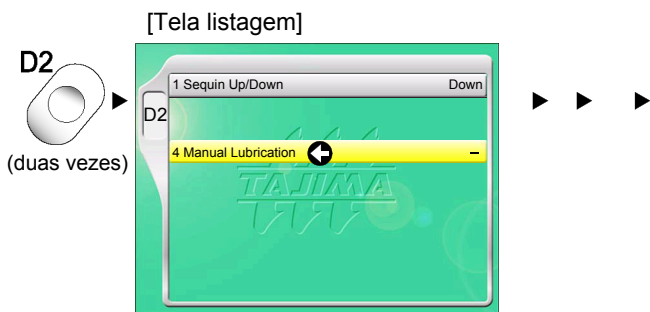 [Tela listagem]
D2
(duas vezes)
D2
1 Sequin Up/Down Down
4 Manual Lubrication –
TAJIMA